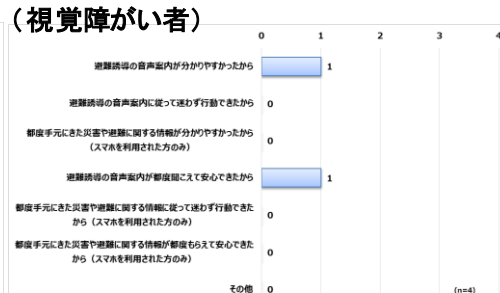 （視覚障がい者）
0 1 2 3 4
避難誘導の音声案内が分かりやすかったから 1
避難誘導の音声案内に従って迷わず行動できたから 0
都度手元にきた災害や避難に関する情報が分かりやすかったから
（スマホを利用された方のみ） 0
避難誘導の音声案内が都度聞こえて安心できたから 1
都度手元にきた災害や避難に関する情報に従って迷わず行動できた
から（スマホを利用された方のみ） 0
都度手元にきた災害や避難に関する情報が都度もらえて安心できた
から（スマホを利用された方のみ） 0
その他 0
(n=4)